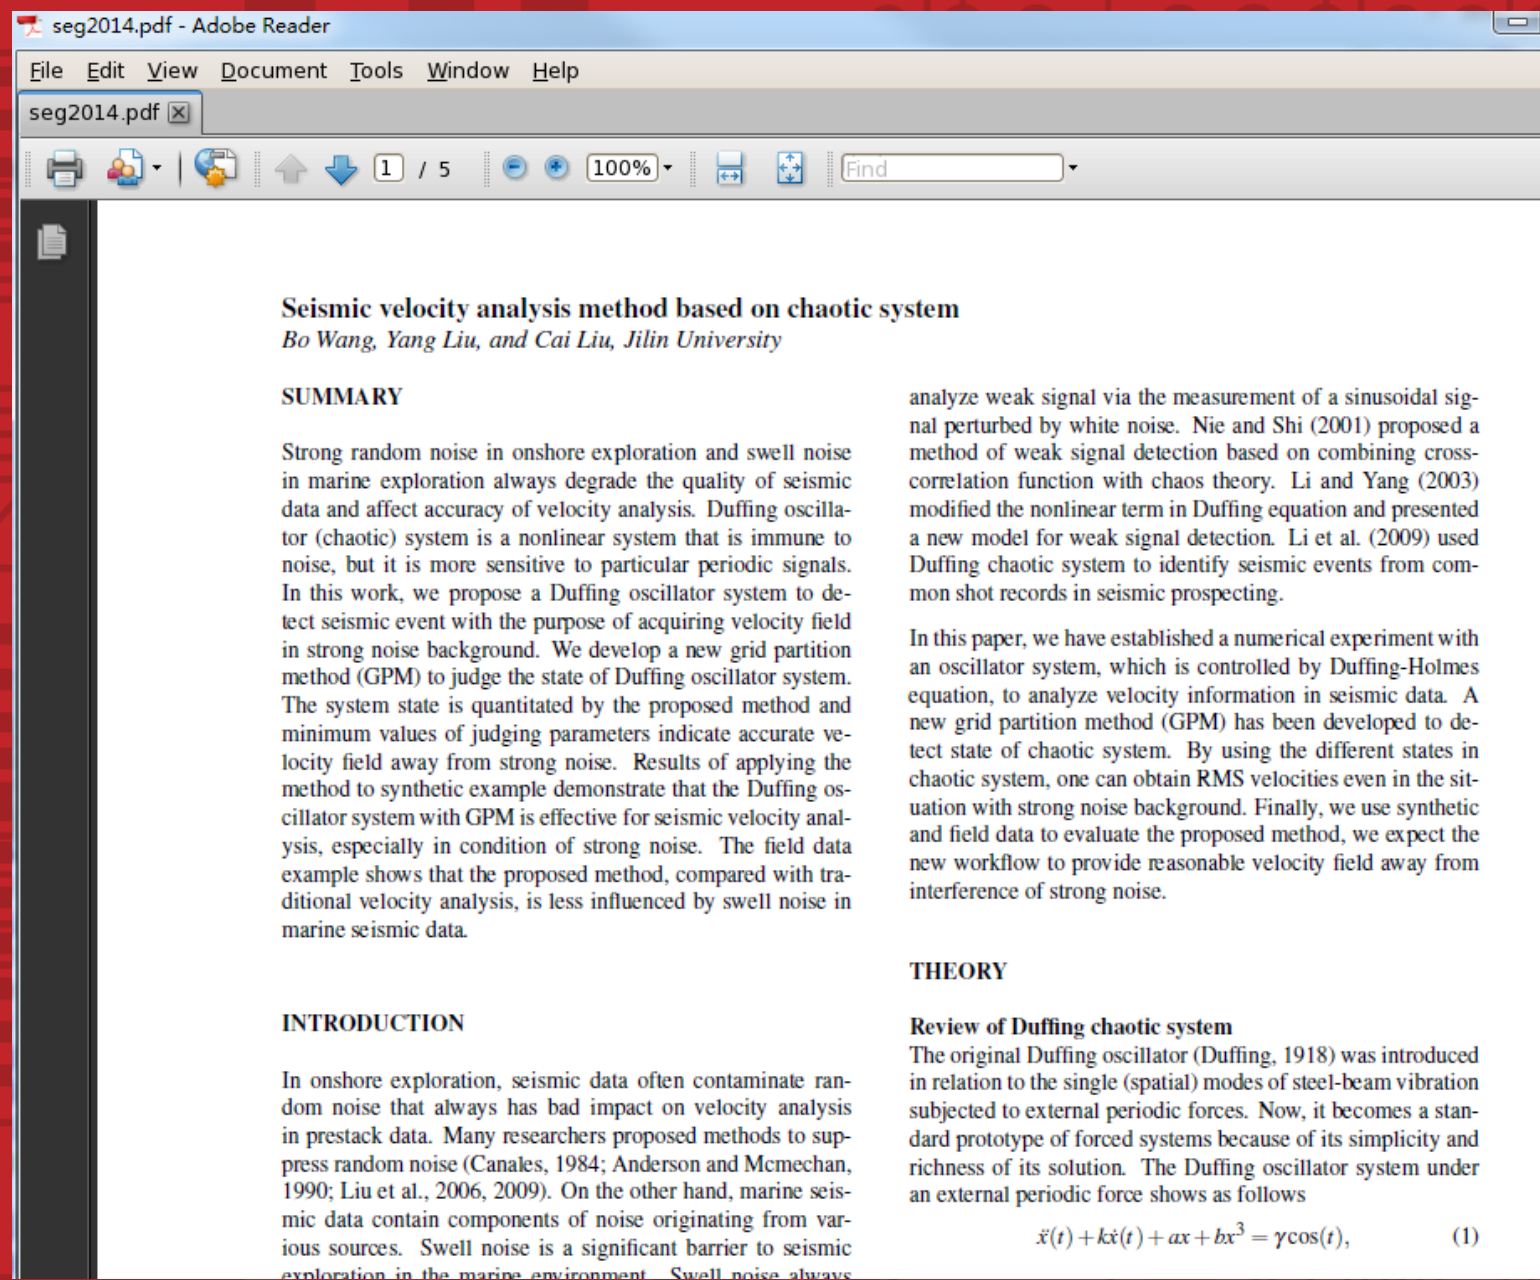 seg2014.pdf - Adobe Reader
File Edit View Document Tools Window Help
seg2014.pdf
1 / 5 100% Find
Seismic velocity analysis method based on chaotic system
Bo Wang, Yang Liu, and Cai Liu, Jilin University
SUMMARY
Strong random noise in onshore exploration and swell noise
in marine exploration always degrade the quality of seismic
data and affect accuracy of velocity analysis. Duffing oscilla-
tor (chaotic) system is a nonlinear system that is immune to
noise, but it is more sensitive to particular periodic signals.
In this work, we propose a Duffing oscillator system to de-
tect seismic event with the purpose of acquiring velocity field
in strong noise background. We develop a new grid partition
method (GPM) to judge the state of Duffing oscillator system.
The system state is quantitated by the proposed method and
minimum values of judging parameters indicate accurate ve-
locity field away from strong noise. Results of applying the
method to synthetic example demonstrate that the Duffing os-
cillator system with GPM is effective for seismic velocity anal-
ysis, especially in condition of strong noise. The field data
example shows that the proposed method, compared with tra-
ditional velocity analysis, is less influenced by swell noise in
marine seismic data.
INTRODUCTION
In onshore exploration, seismic data often contaminate ran-
dom noise that always has bad impact on velocity analysis
in prestack data. Many researchers proposed methods to sup-
press random noise (Canales, 1984; Anderson and Mcmechan,
1990; Liu et al., 2006, 2009). On the other hand, marine seis-
mic data contain components of noise originating from var-
ious sources. Swell noise is a significant barrier to seismic
exploration in the marine environment. Swell noise always
analyze weak signal via the measurement of a sinusoidal sig-
nal perturbed by white noise. Nie and Shi (2001) proposed a
method of weak signal detection based on combining cross-
correlation function with chaos theory. Li and Yang (2003)
modified the nonlinear term in Duffing equation and presented
a new model for weak signal detection. Li et al. (2009) used
Duffing chaotic system to identify seismic events from com-
mon shot records in seismic prospecting.
In this paper, we have established a numerical experiment with
an oscillator system, which is controlled by Duffing-Holmes
equation, to analyze velocity information in seismic data. A
new grid partition method (GPM) has been developed to de-
tect state of chaotic system. By using the different states in
chaotic system, one can obtain RMS velocities even in the sit-
uation with strong noise background. Finally, we use synthetic
and field data to evaluate the proposed method, we expect the
new workflow to provide reasonable velocity field away from
interference of strong noise.
THEORY
Review of Duffing chaotic system
The original Duffing oscillator (Duffing, 1918) was introduced
in relation to the single (spatial) modes of steel-beam vibration
subjected to external periodic forces. Now, it becomes a stan-
dard prototype of forced systems because of its simplicity and
richness of its solution. The Duffing oscillator system under
an external periodic force shows as follows
ẍ(t) + kẋ(t) + ax + bx³ = γcos(t), (1)